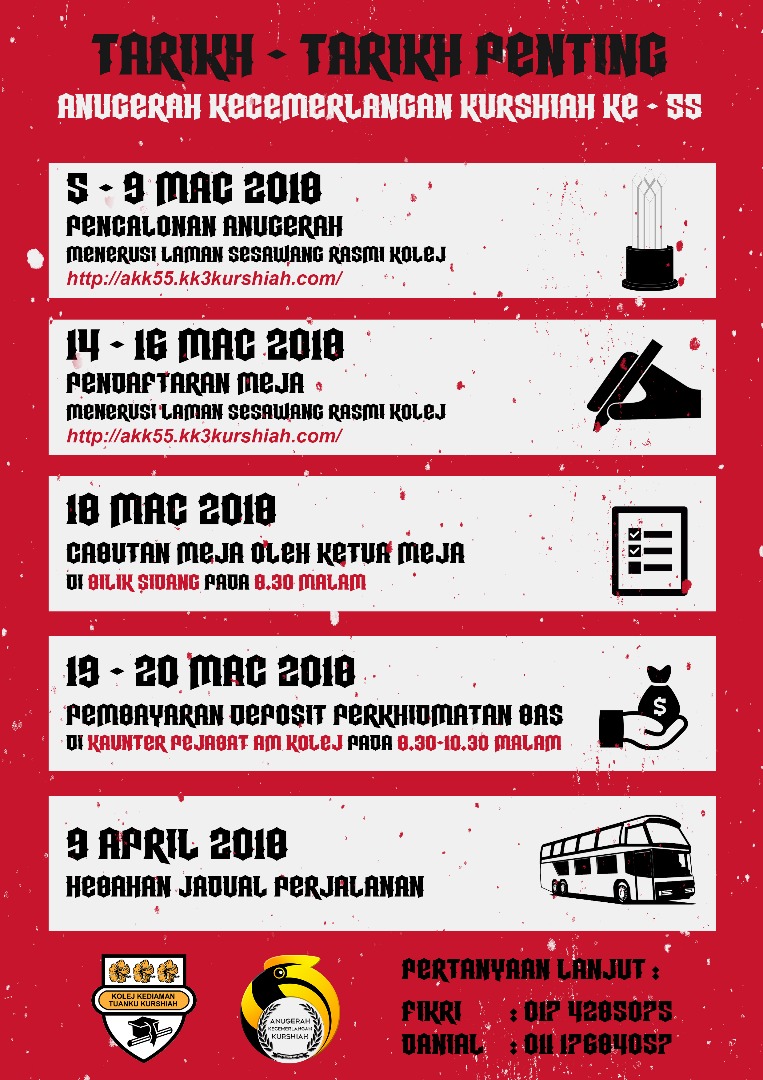 TARIKH - TARIKH PENTING
ANUGERAH KECEMERLANGAN KURSHIAH KE - 55
5 - 9 MAC 2018
PENCALONAN ANUGERAH
MENERUSI LAMAN SESAWANG RASMI KOLEJ
http://akk55.kk3kurshiah.com/
14 - 16 MAC 2018
PENDAFTARAN MEJA
MENERUSI LAMAN SESAWANG RASMI KOLEJ
http://akk55.kk3kurshiah.com/
18 MAC 2018
CABUTAN MEJA OLEH KETUA MEJA
DI BILIK SIDANG PADA 8.30 MALAM
19 - 20 MAC 2018
PEMBAYARAN DEPOSIT PERKHIDMATAN BAS
DI KAUNTER PEJABAT AM KOLEJ PADA 8.30-10.30 MALAM
$
9 APRIL 2018
HEBAHAN JADUAL PERJALANAN
KOLEJ KEDIAMAN
TUANKU KURSHIAH
ANUGERAH
KECEMERLANGAN
KURSHIAH
PERTANYAAN LANJUT :
FIKRI : 017 4285075
DANIAL : 011 17684057